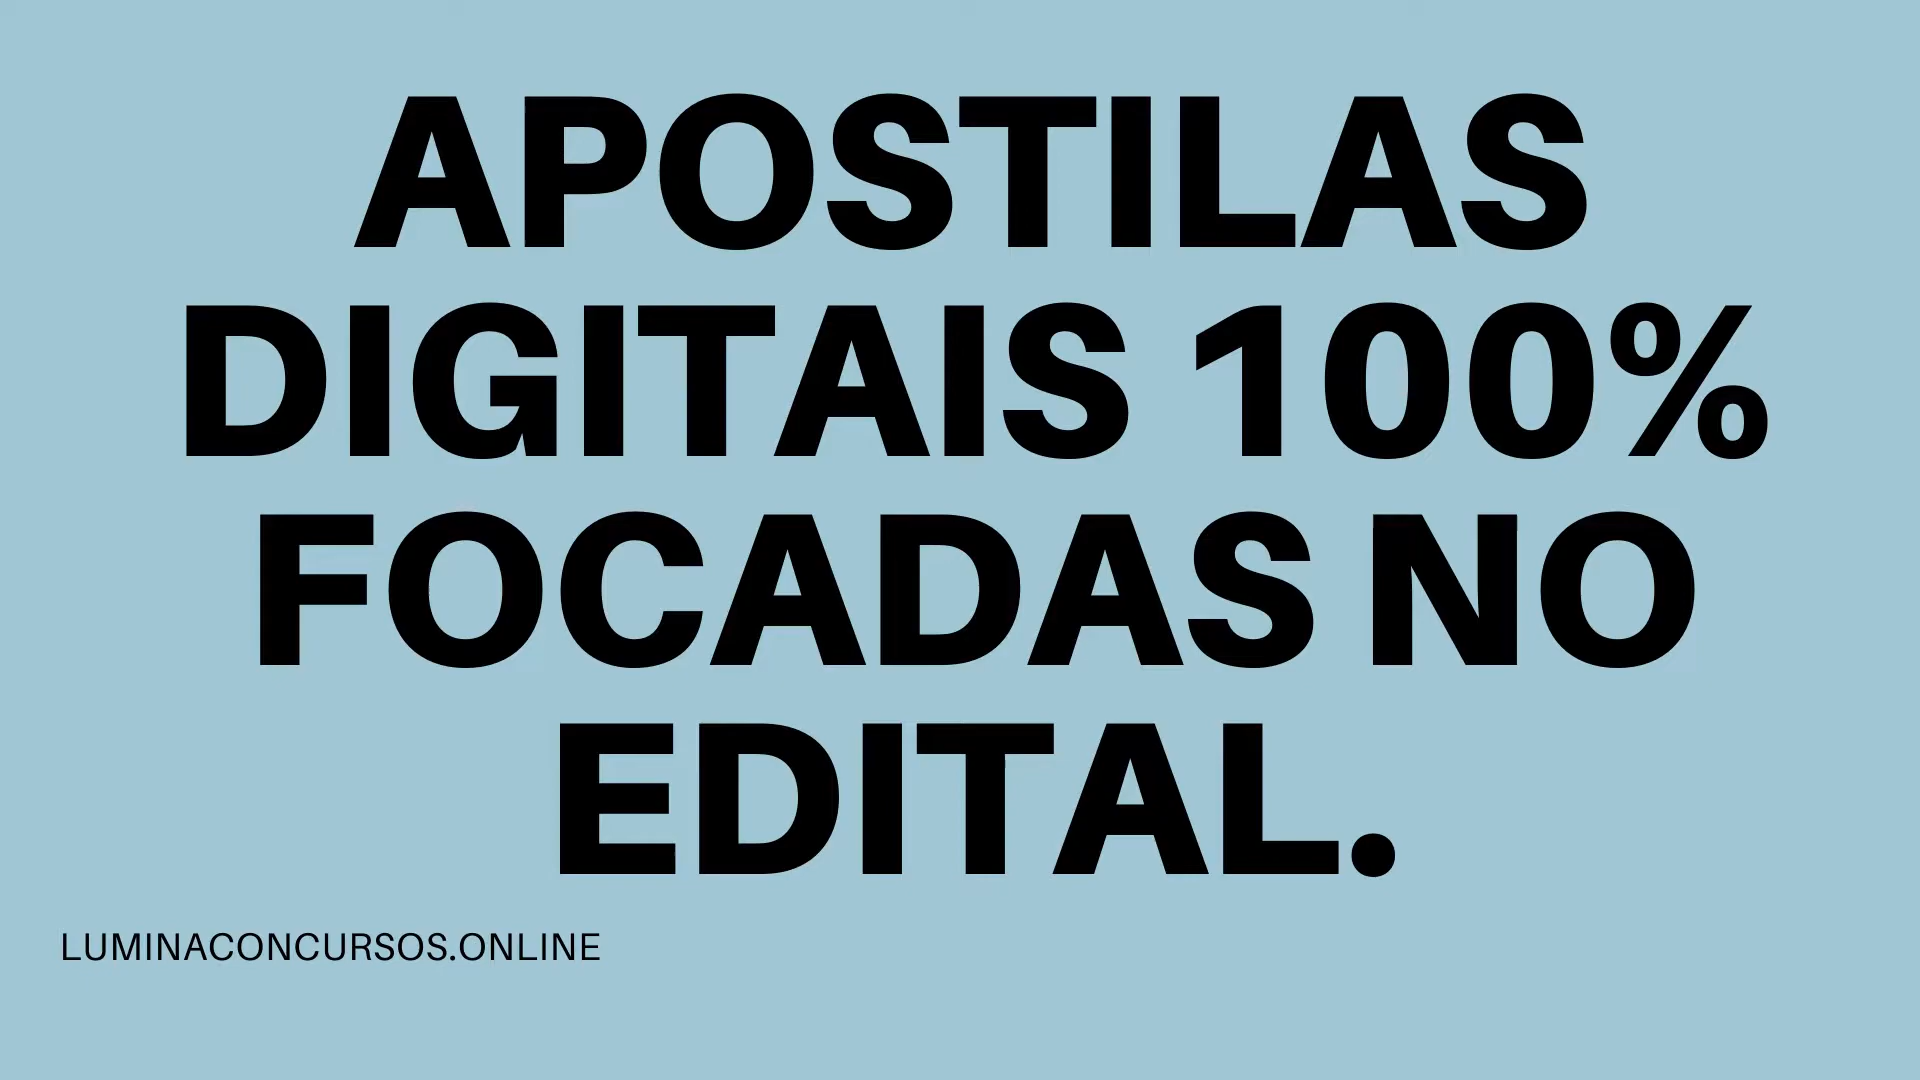 APOSTILAS
DIGITAIS 100%
FOCADAS NO
EDITAL.
LUMINACONCURSOS.ONLINE